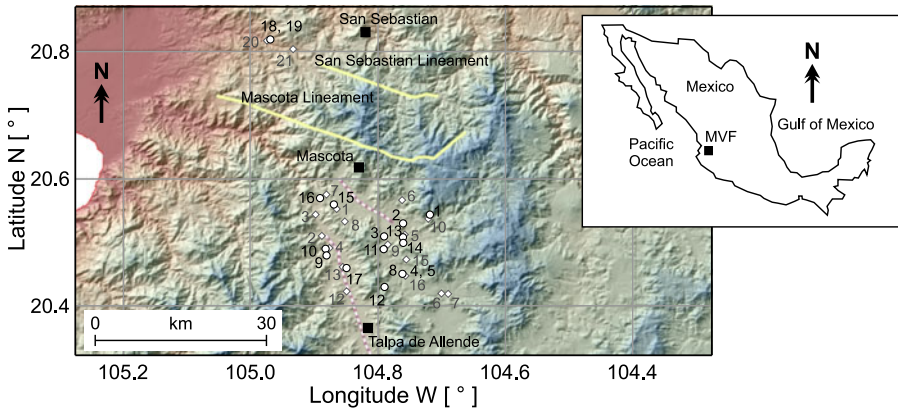 18, 19
San Sebastian
20.8
20
21
San Sebastian Lineament
N
Mascota Lineament
Mascota
20.6
16
7
15
6
3
1
2
1
8
10
2
3
13
5
10
4
11
9
14
9
13
17
8
4, 5
15
16
12
12
6
7
20.4
0
km
30
Talpa de Allende
105.2
105.0
104.8
104.6
104.4
Longitude W [ ° ]
Latitude N [ ° ]
N
Mexico
MVF
Gulf of Mexico
Pacific
Ocean